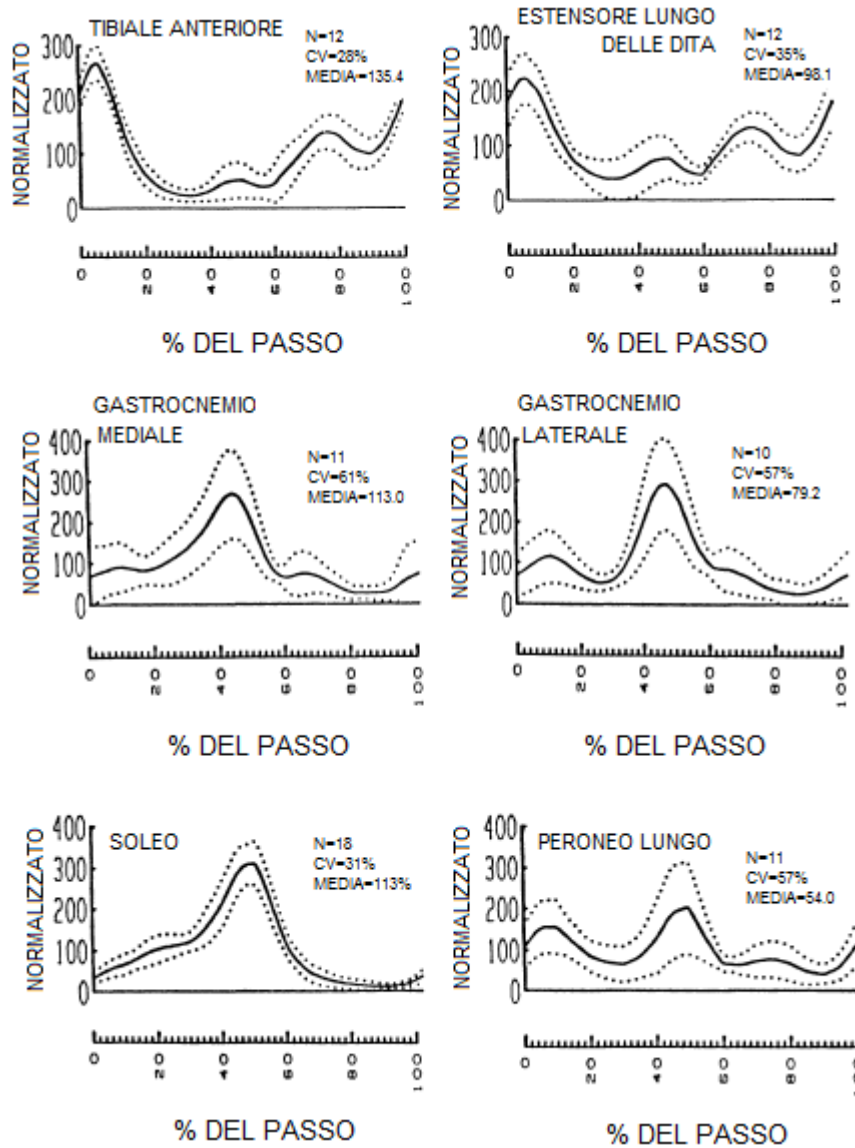 TIBIALE ANTERIORE
N=12
CV=28%
MEDIA=135.4
NORMALIZZATO
300
200
100
0
0 20 40 60 80 100
% DEL PASSO
ESTENSORE LUNGO
DELLE DITA
N=12
CV=35%
MEDIA=98.1
NORMALIZZATO
300
200
100
0
0 20 40 60 80 100
% DEL PASSO
GASTROCNEMIO
MEDIALE
N=11
CV=61%
MEDIA=113.0
NORMALIZZATO
400
300
200
100
0
0 20 40 60 80 100
% DEL PASSO
GASTROCNEMIO
LATERALE
N=10
CV=57%
MEDIA=79.2
NORMALIZZATO
400
300
200
100
0
0 20 40 60 80 100
% DEL PASSO
SOLEO
N=18
CV=31%
MEDIA=113%
NORMALIZZATO
400
300
200
100
0
0 20 40 60 80 100
% DEL PASSO
PERONEO LUNGO
N=11
CV=57%
MEDIA=54.0
NORMALIZZATO
400
300
200
100
0
0 20 40 60 80 100
% DEL PASSO